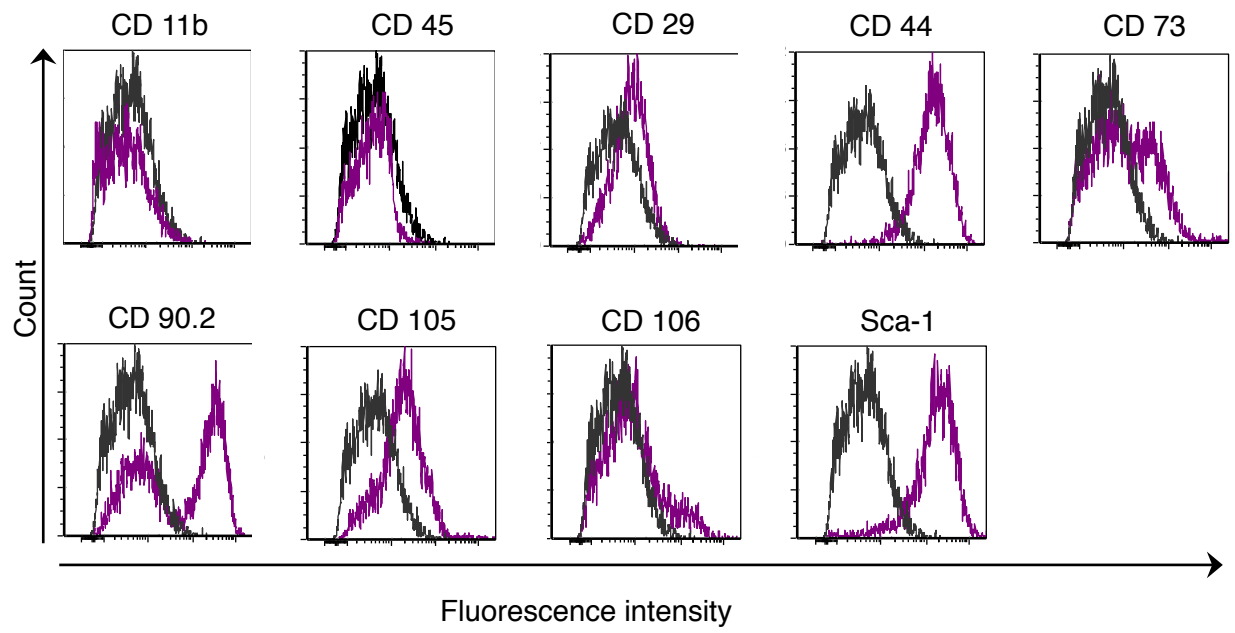 CD 11b
CD 45
CD 29
CD 44
CD 73
CD 90.2
CD 105
CD 106
Sca-1
Count
Fluorescence intensity